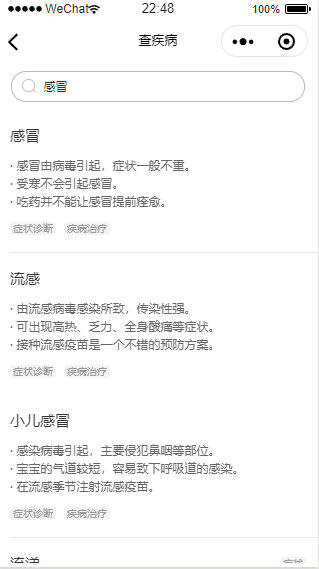 WeChat 22:48 100%
查疾病
感冒
感冒
· 感冒由病毒引起，症状一般不重。
· 受寒不会引起感冒。
· 吃药并不能让感冒提前痊愈。
症状诊断 疾病治疗
流感
· 由流感病毒感染所致，传染性强。
· 可出现高热、乏力、全身酸痛等症状。
· 接种流感疫苗是一个不错的预防方案。
症状诊断 疾病治疗
小儿感冒
· 感染病毒引起，主要侵犯鼻咽等部位。
· 宝宝的气道较短，容易致下呼吸道的感染。
· 在流感季节注射流感疫苗。
症状诊断 疾病治疗